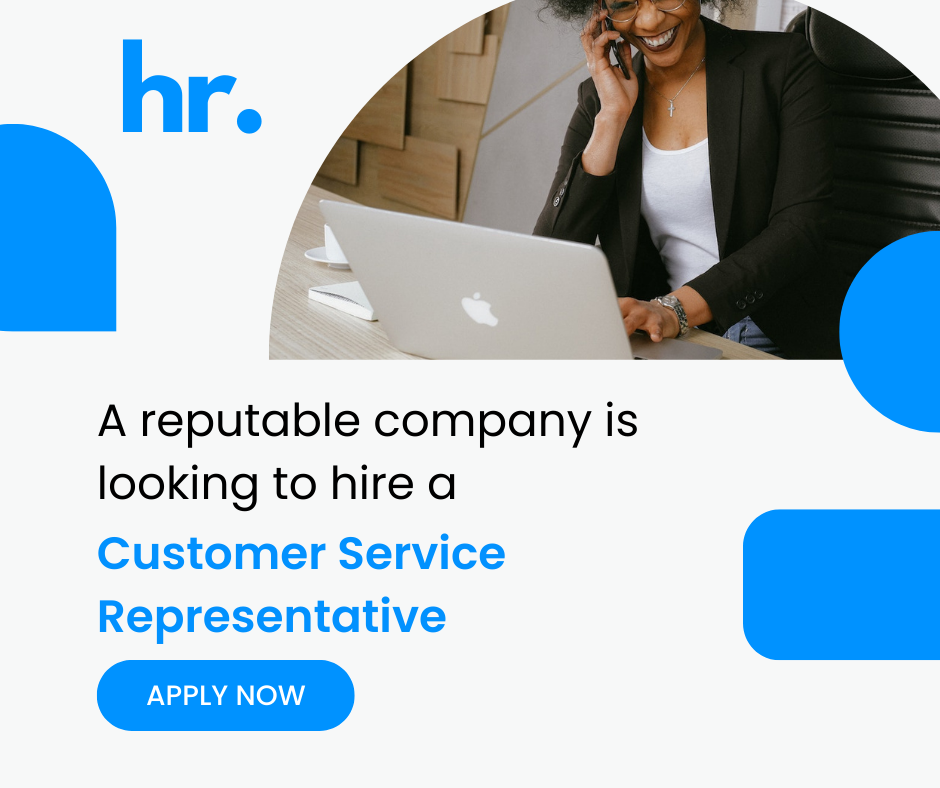 hr.
A reputable company is
looking to hire a
Customer Service
Representative
APPLY NOW